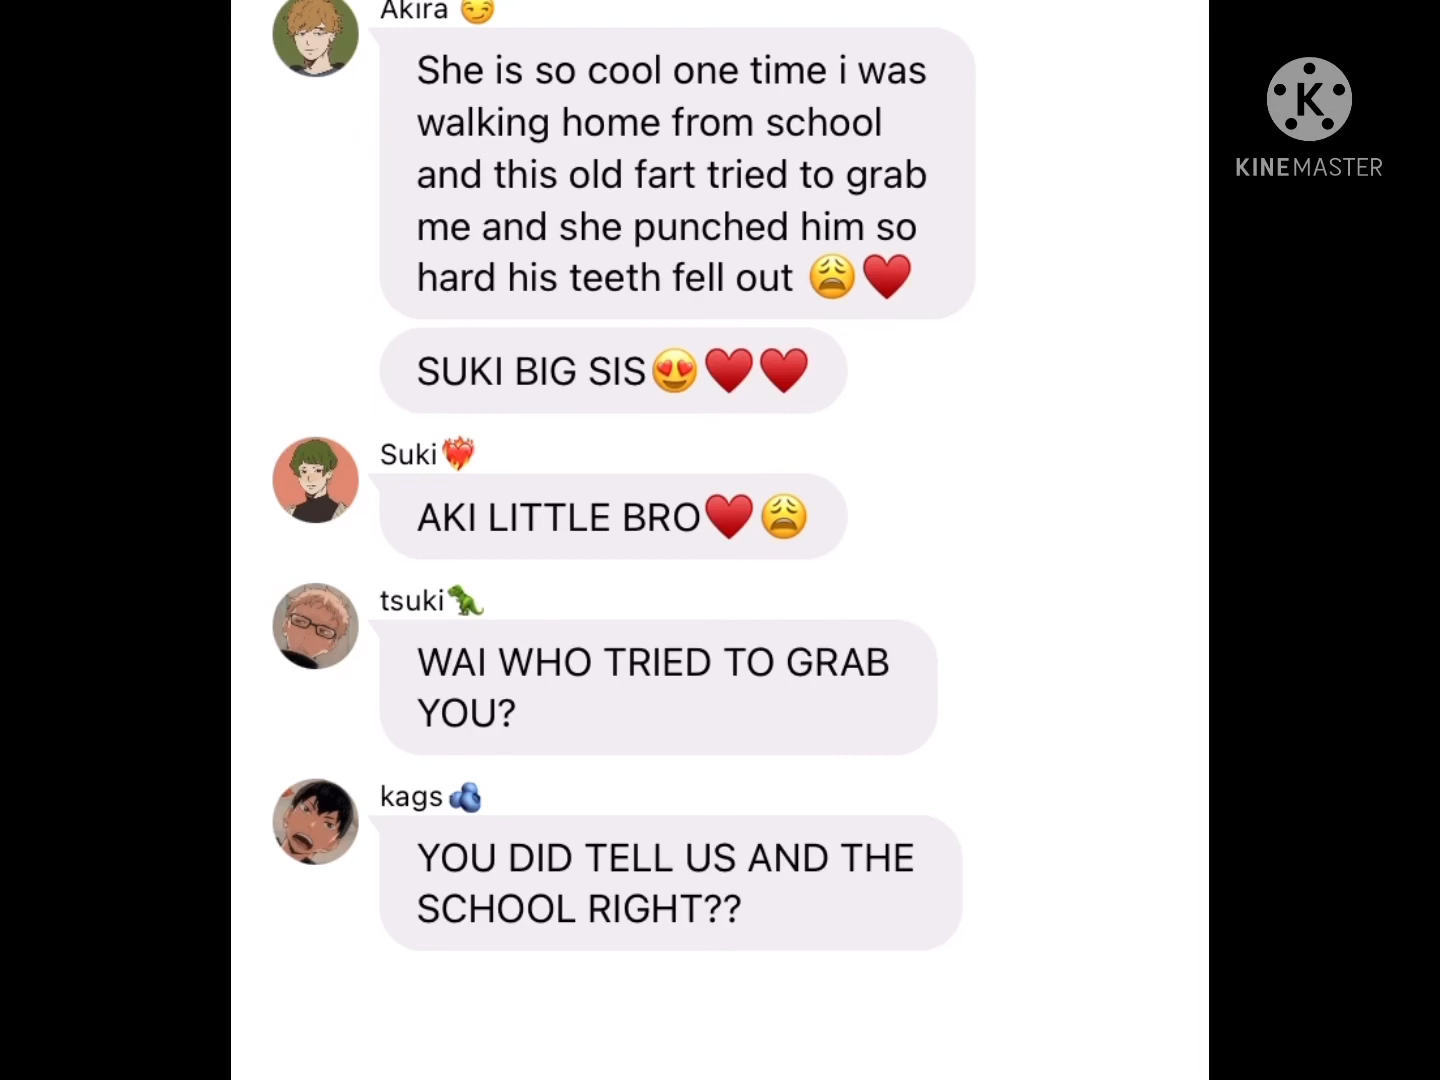 Akira 😏
She is so cool one time i was
walking home from school
and this old fart tried to grab
me and she punched him so
hard his teeth fell out 😩♥️
SUKI BIG SIS😍♥️♥️
Suki❤️‍🔥
AKI LITTLE BRO♥️😩
tsuki🦖
WAI WHO TRIED TO GRAB
YOU?
kags🫐
YOU DID TELL US AND THE
SCHOOL RIGHT??
K
KINEMASTER